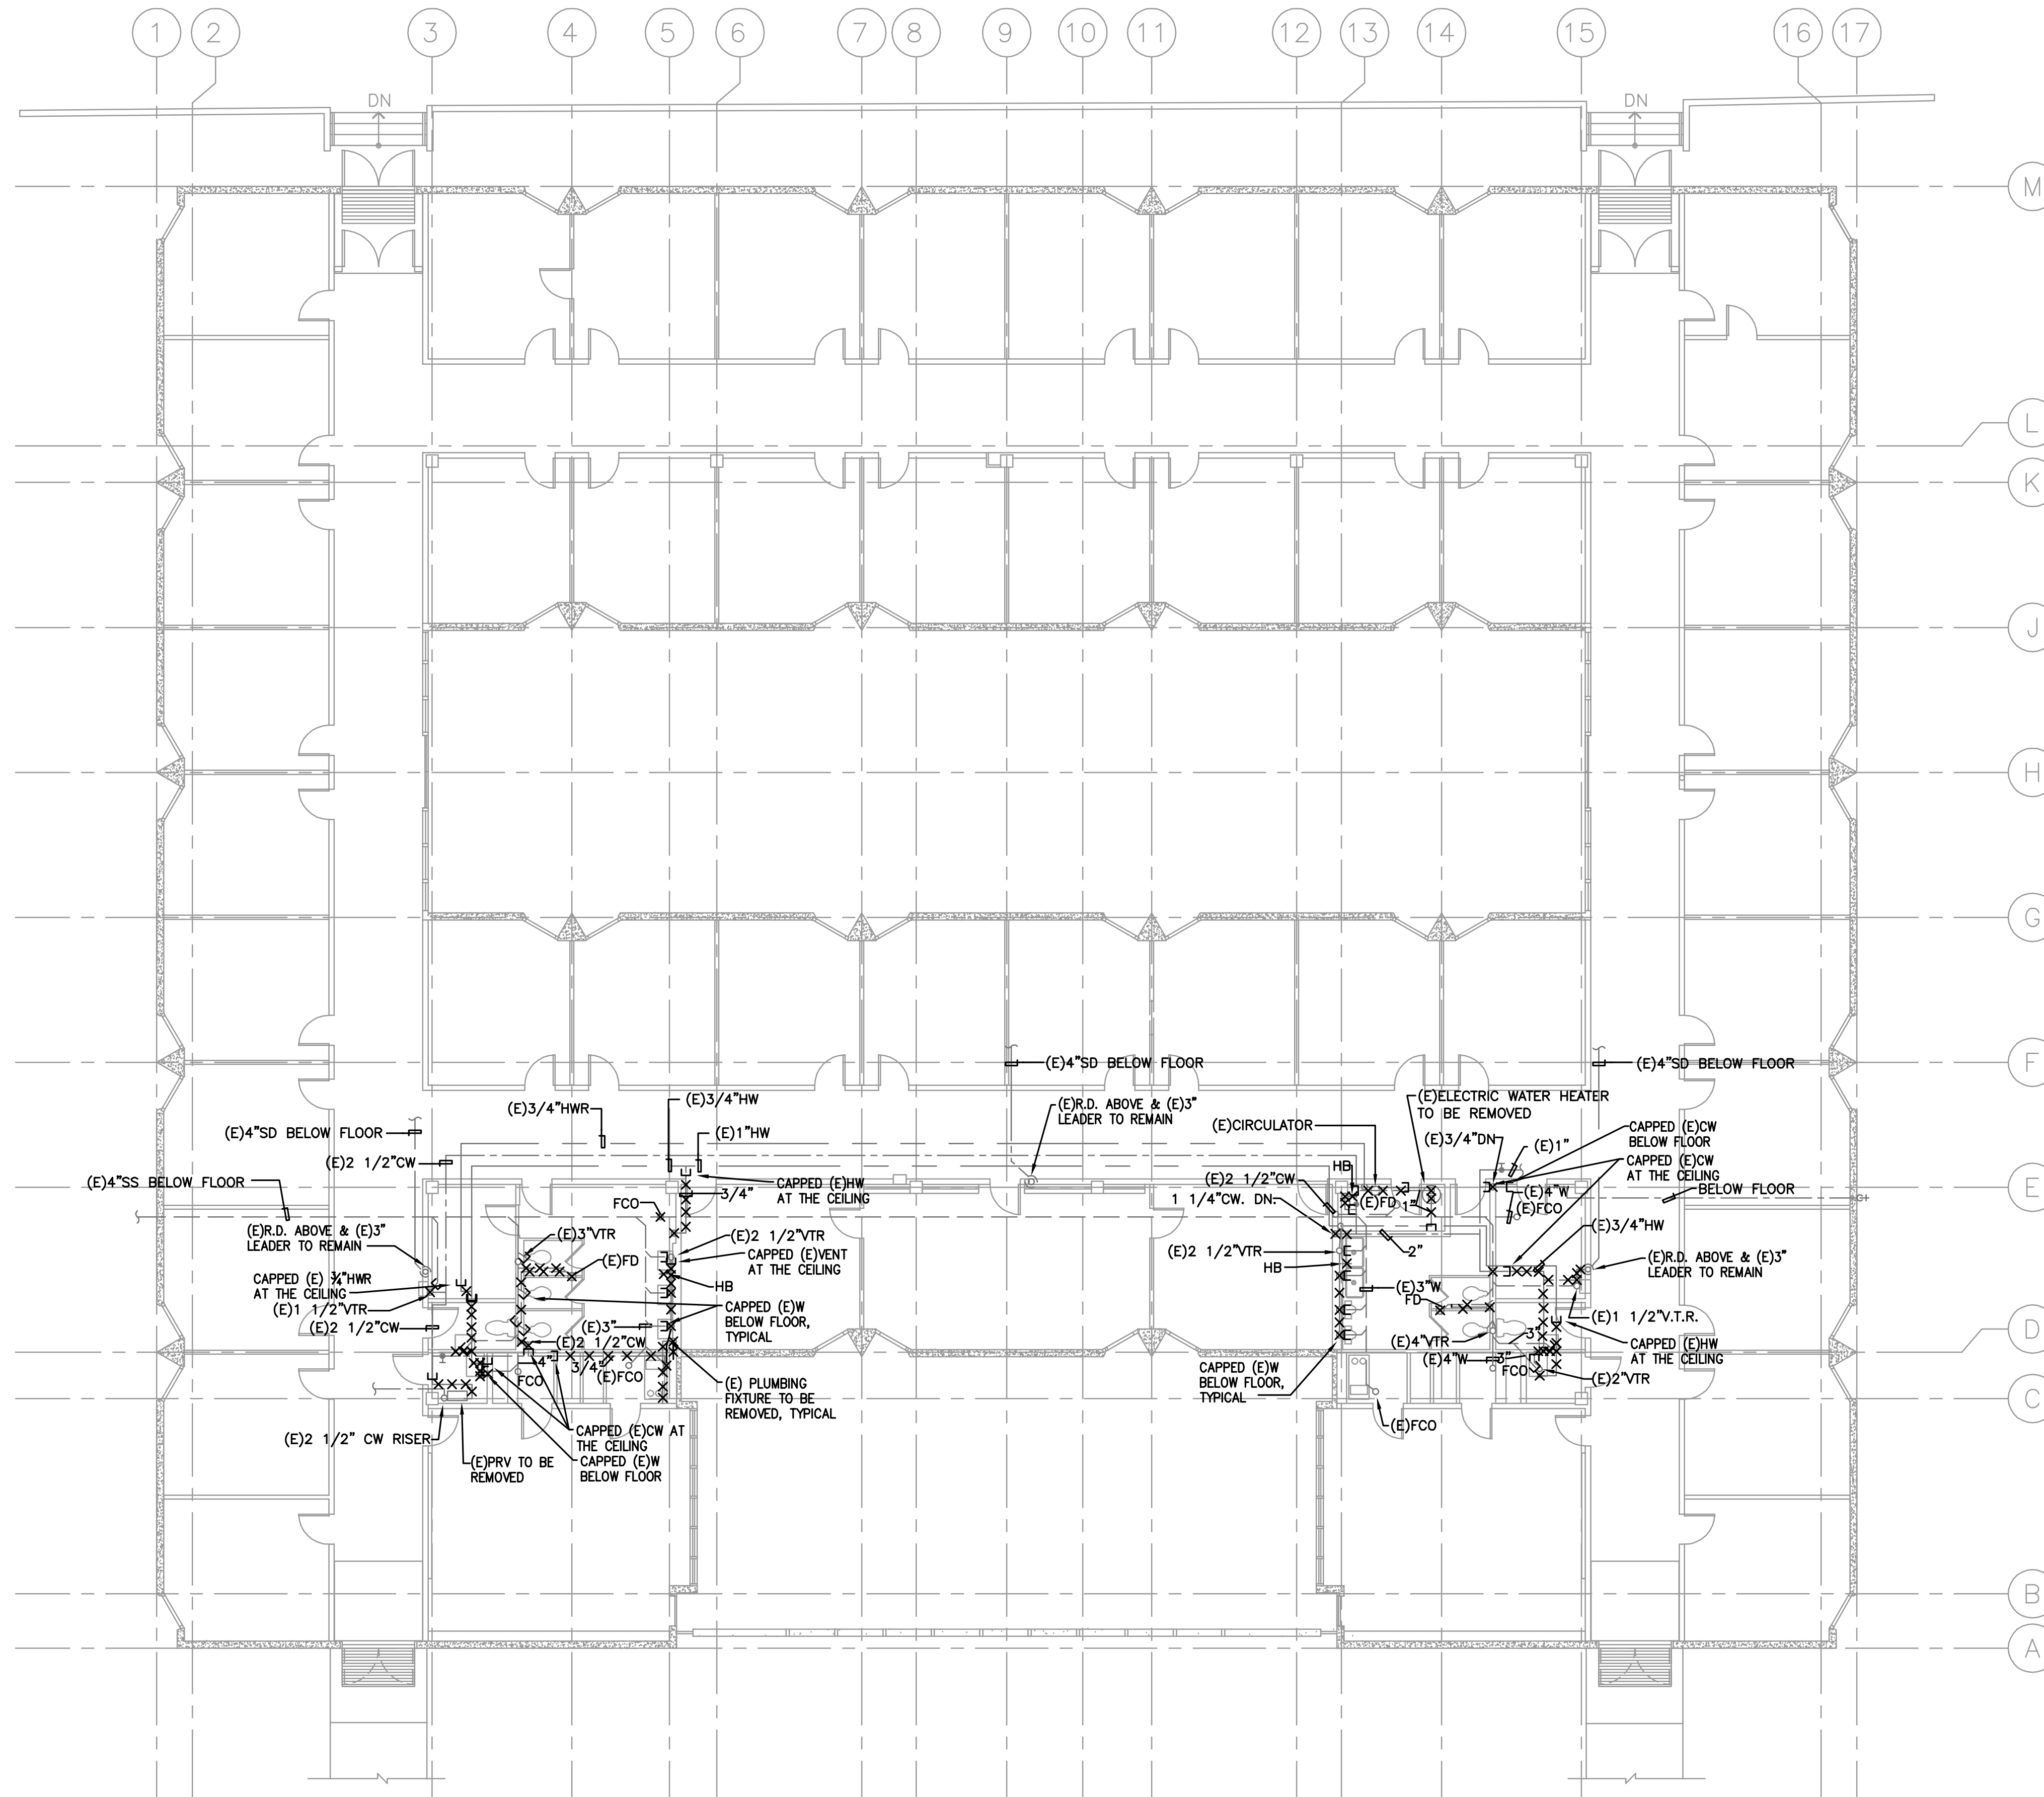 1 2 3 4 5 6 7 8 9 10 11 12 13 14 15 16 17
DN
DN
M
L
K
J
H
G
F
E
D
C
B
A
(E)4"SD BELOW FLOOR
(E)4"SD BELOW FLOOR
(E)3/4"HW
(E)3/4"HWR
(E)1"HW
(E)4"SD BELOW FLOOR
(E)2 1/2"CW
(E)4"SS BELOW FLOOR
(E)R.D. ABOVE & (E)3"
LEADER TO REMAIN
CAPPED (E) ¾"HWR
AT THE CEILING
(E)1 1/2"VTR
(E)2 1/2"CW
FCO
3/4"
CAPPED (E)HW
AT THE CEILING
(E)3"VTR
(E)FD
(E)2 1/2"VTR
CAPPED (E)VENT
AT THE CEILING
HB
CAPPED (E)W
BELOW FLOOR,
TYPICAL
(E)3"
(E)2 1/2"CW
3/4"
4"
FCO
(E)FCO
(E) PLUMBING
FIXTURE TO BE
REMOVED, TYPICAL
(E)2 1/2" CW RISER
(E)PRV TO BE
REMOVED
CAPPED (E)CW AT
THE CEILING
CAPPED (E)W
BELOW FLOOR
(E)R.D. ABOVE & (E)3"
LEADER TO REMAIN
(E)ELECTRIC WATER HEATER
TO BE REMOVED
(E)CIRCULATOR
(E)3/4"DN
(E)1"
CAPPED (E)CW
BELOW FLOOR
CAPPED (E)CW
AT THE CEILING
BELOW FLOOR
HB
(E)2 1/2"CW
1 1/4"CW. DN.
(E)FD
1"
(E)4"W
(E)FCO
(E)3/4"HW
(E)2 1/2"VTR
HB
2"
(E)3"W
FD
(E)R.D. ABOVE & (E)3"
LEADER TO REMAIN
(E)1 1/2"V.T.R.
(E)4"VTR
3"
(E)4"W
3"
FCO
CAPPED (E)HW
AT THE CEILING
(E)2"VTR
CAPPED (E)W
BELOW FLOOR,
TYPICAL
(E)FCO